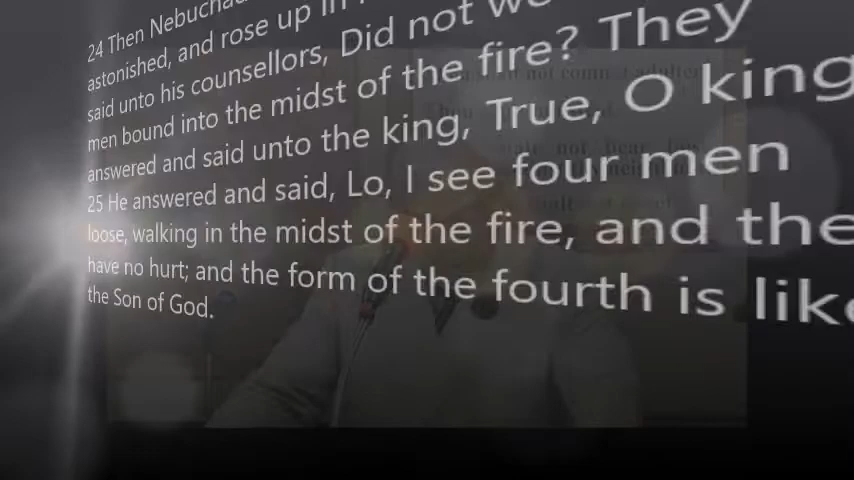 24 Then Nebuchad
astonished, and rose up in
said unto his counsellors, Did not we
men bound into the midst of the fire? They
answered and said unto the king, True, O king
25 He answered and said, Lo, I see four men
loose, walking in the midst of the fire, and the
have no hurt; and the form of the fourth is like
the Son of God.
not commit adulter